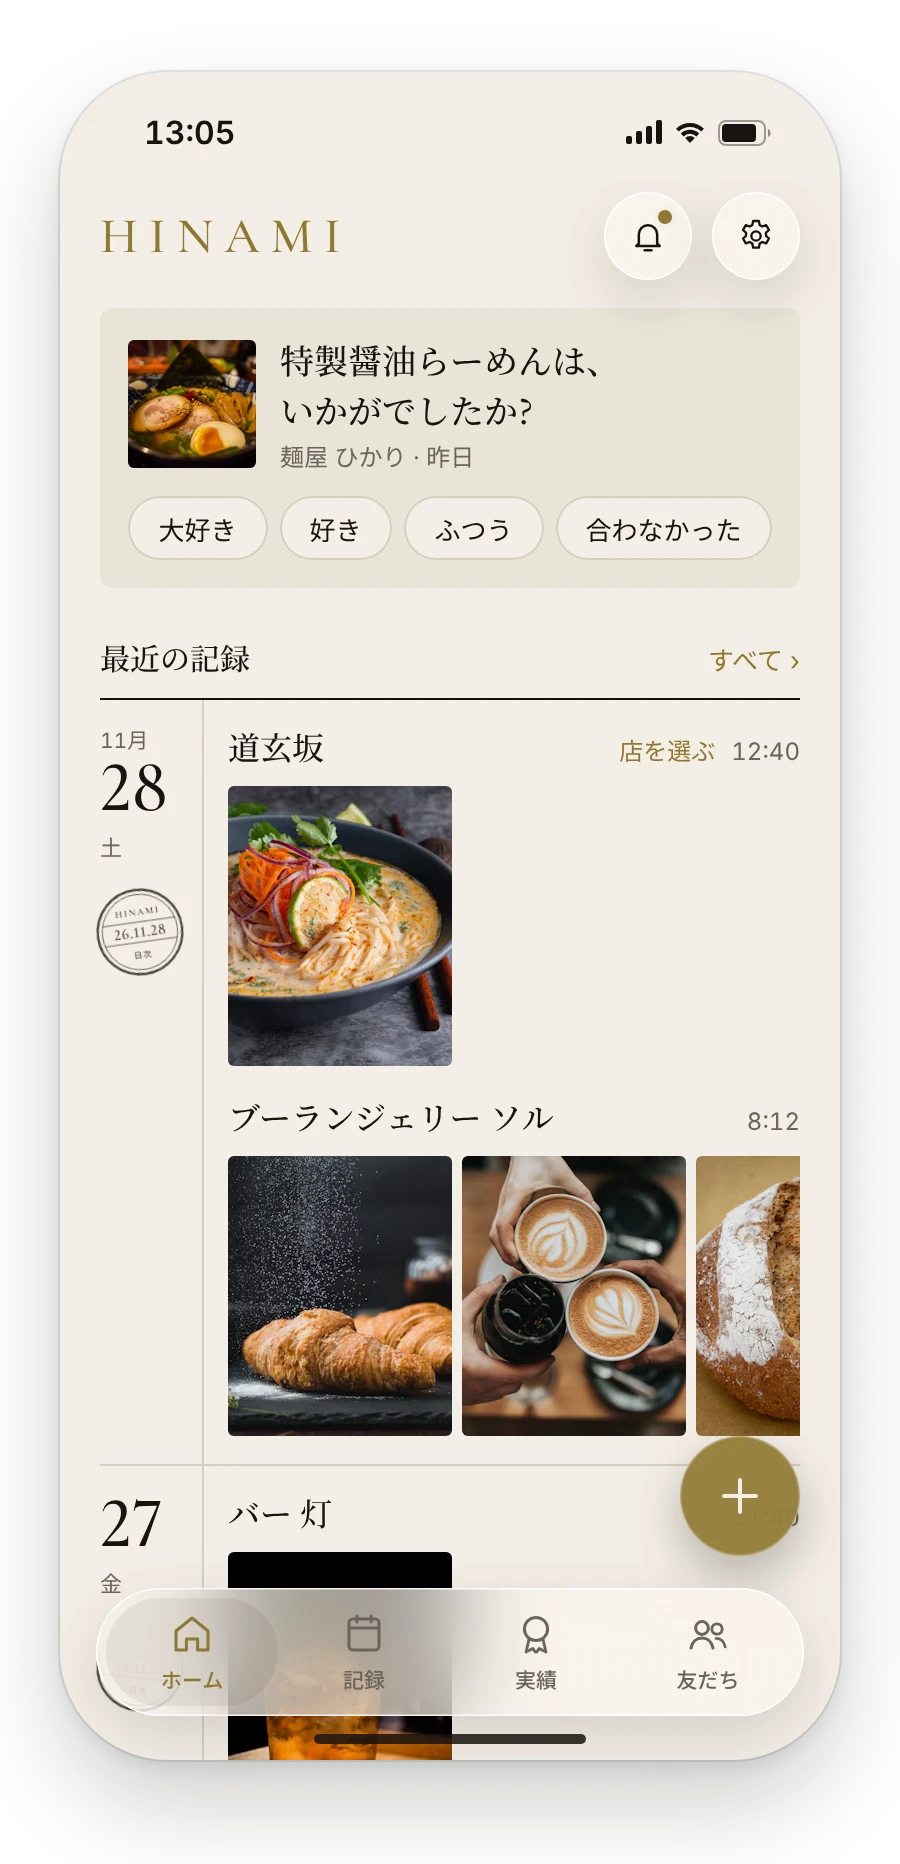 13:05
HINAMI
特製醤油らーめんは、
いかがでしたか?
麺屋 ひかり · 昨日
大好き
好き
ふつう
合わなかった
最近の記録
すべて ›
11月
28
土
HINAMI
26.11.28
目次
道玄坂
店を選ぶ 12:40
ブーランジェリー ソル
8:12
27
金
バー 灯
ホーム
記録
実績
友だち